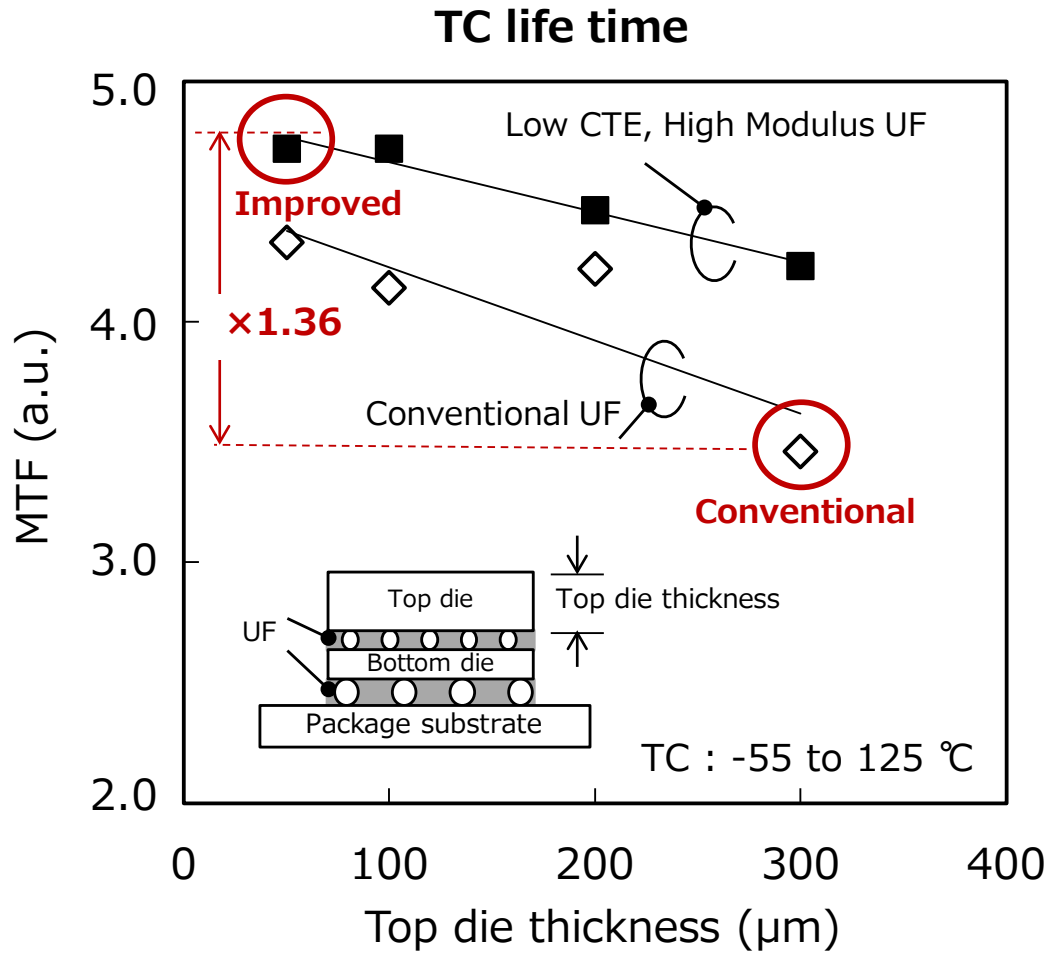 TC life time
5.0
4.0
3.0
2.0
MTF (a.u.)
Low CTE, High Modulus UF
Improved
×1.36
Conventional UF
Conventional
Top die
Top die thickness
UF
Bottom die
Package substrate
TC : -55 to 125 ℃
0 100 200 300 400
Top die thickness (μm)